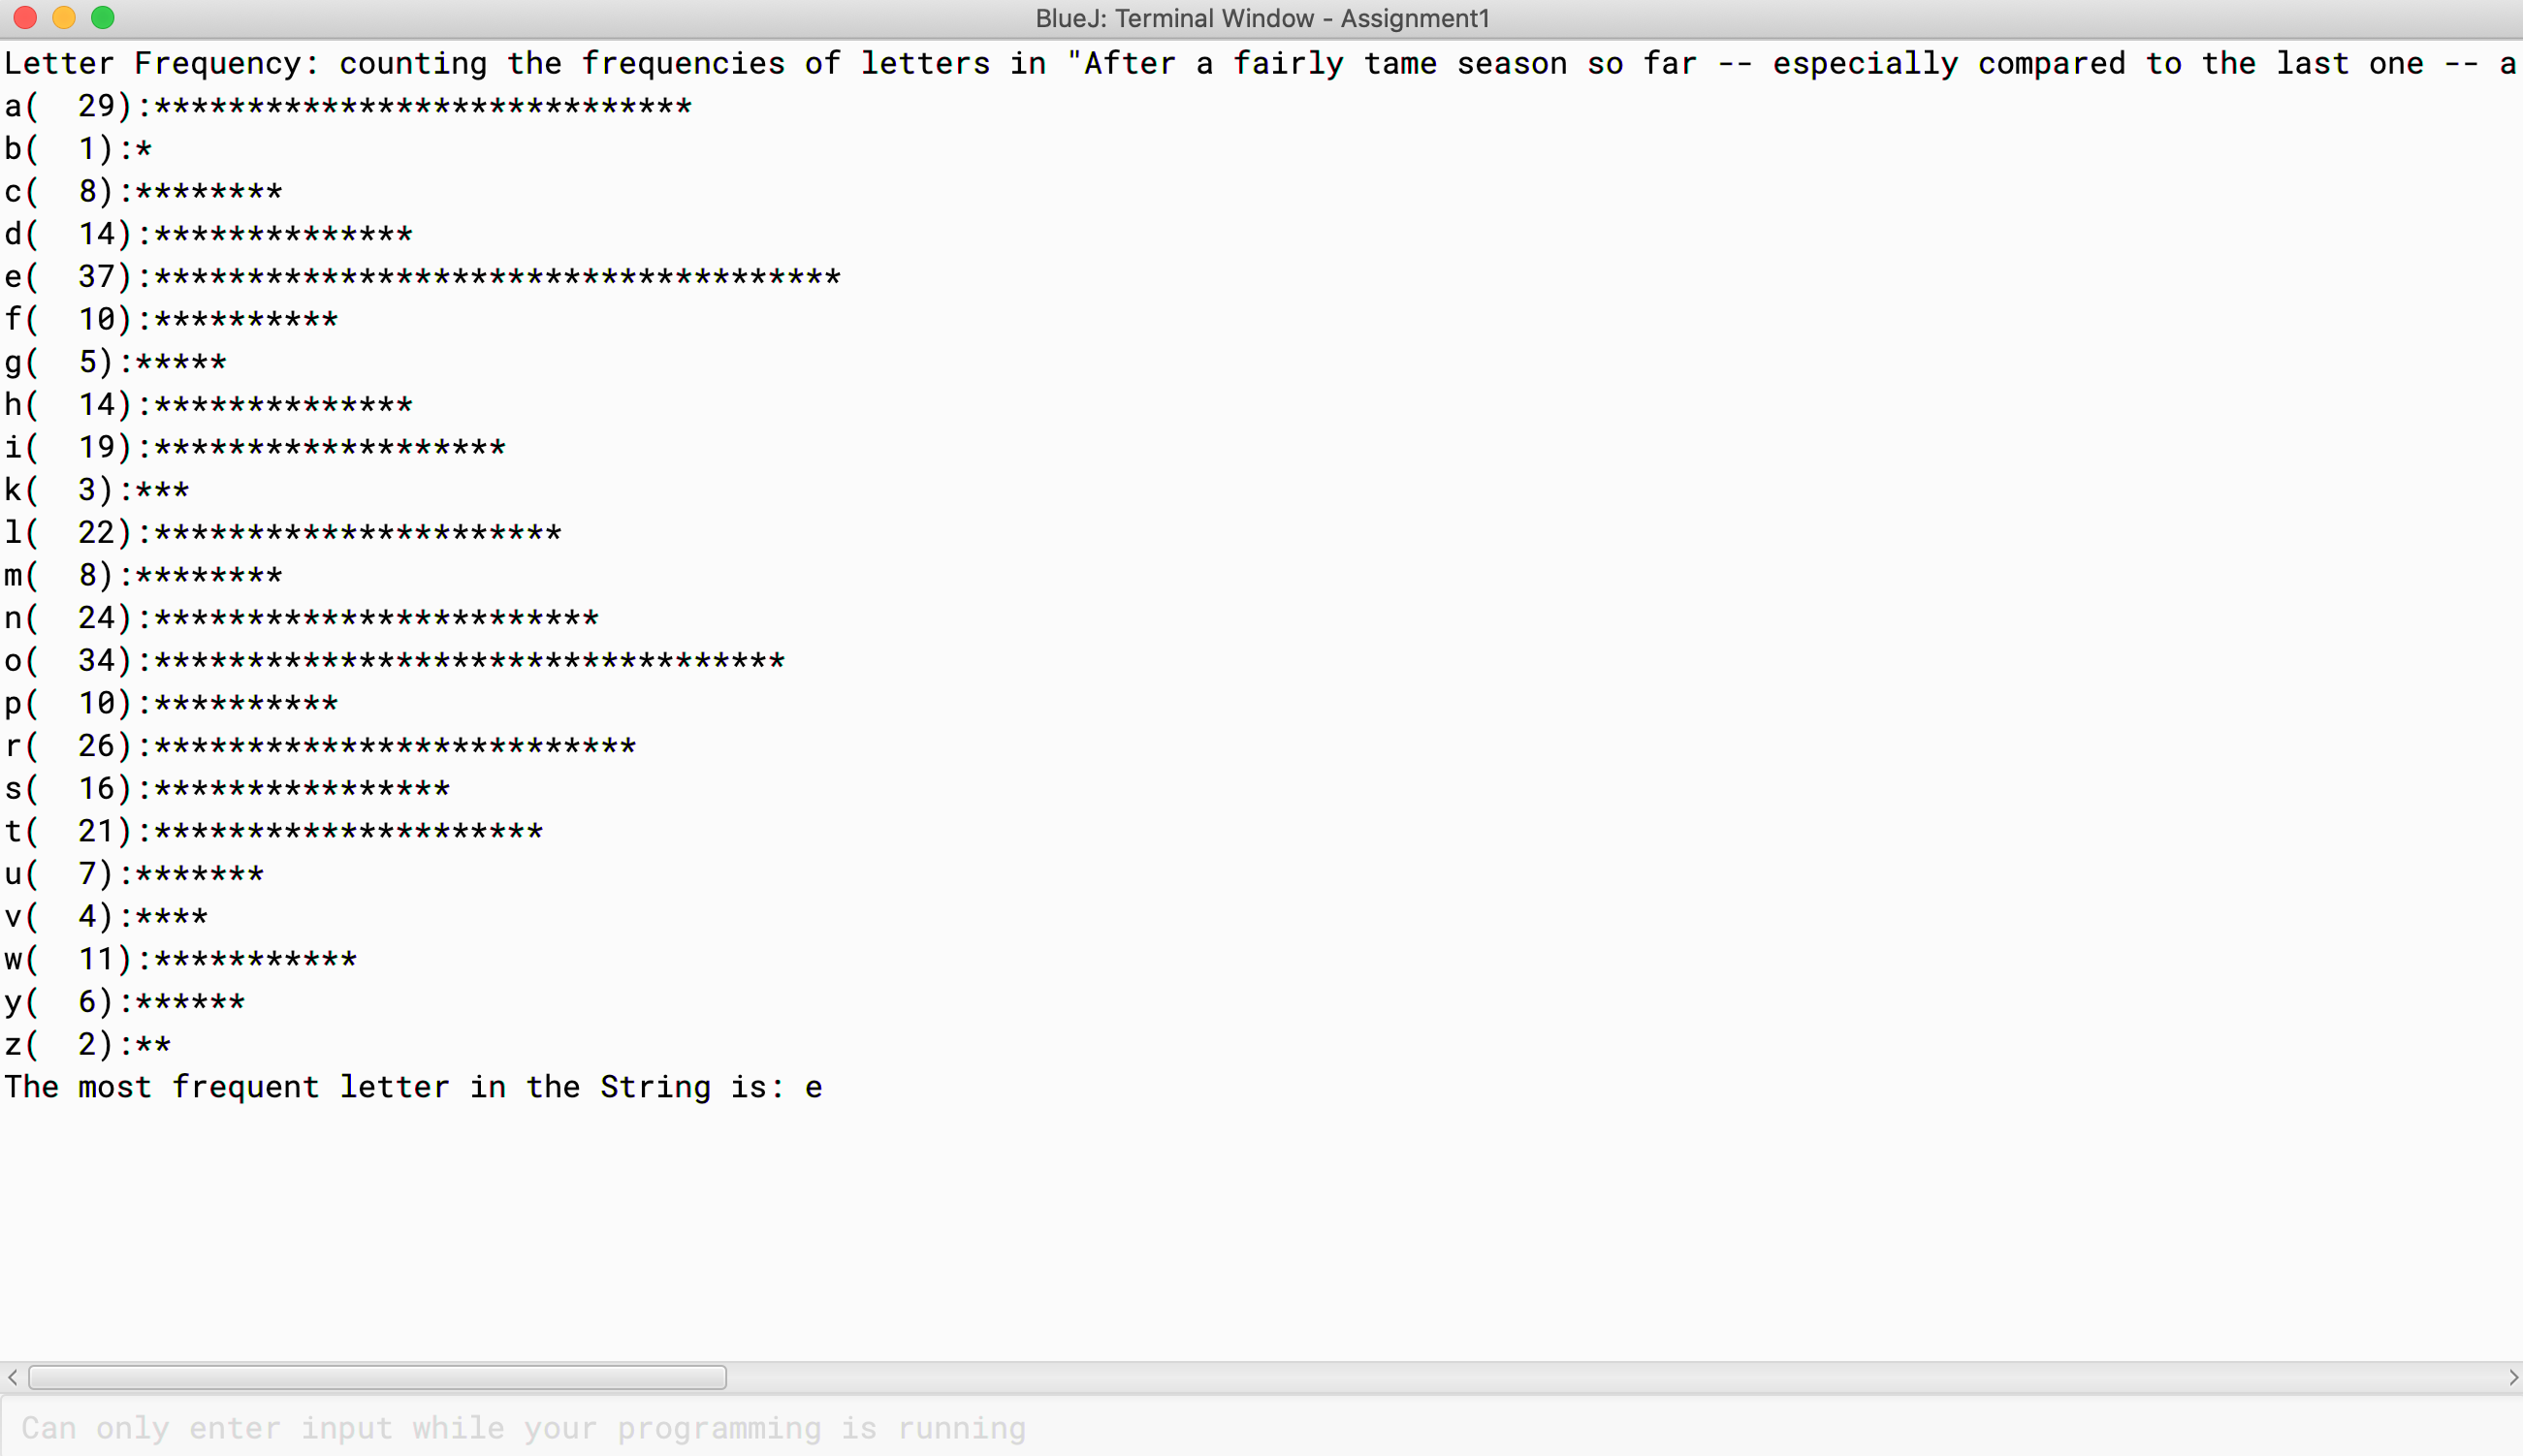 BlueJ: Terminal Window - Assignment1
Letter Frequency: counting the frequencies of letters in "After a fairly tame season so far -- especially compared to the last one -- a
a(  29):*****************************
b(  1):*
c(  8):********
d(  14):**************
e(  37):*************************************
f(  10):**********
g(  5):*****
h(  14):**************
i(  19):*******************
k(  3):***
l(  22):**********************
m(  8):********
n(  24):************************
o(  34):**********************************
p(  10):**********
r(  26):**************************
s(  16):****************
t(  21):*********************
u(  7):*******
v(  4):****
w(  11):***********
y(  6):******
z(  2):**
The most frequent letter in the String is: e
Can only enter input while your programming is running